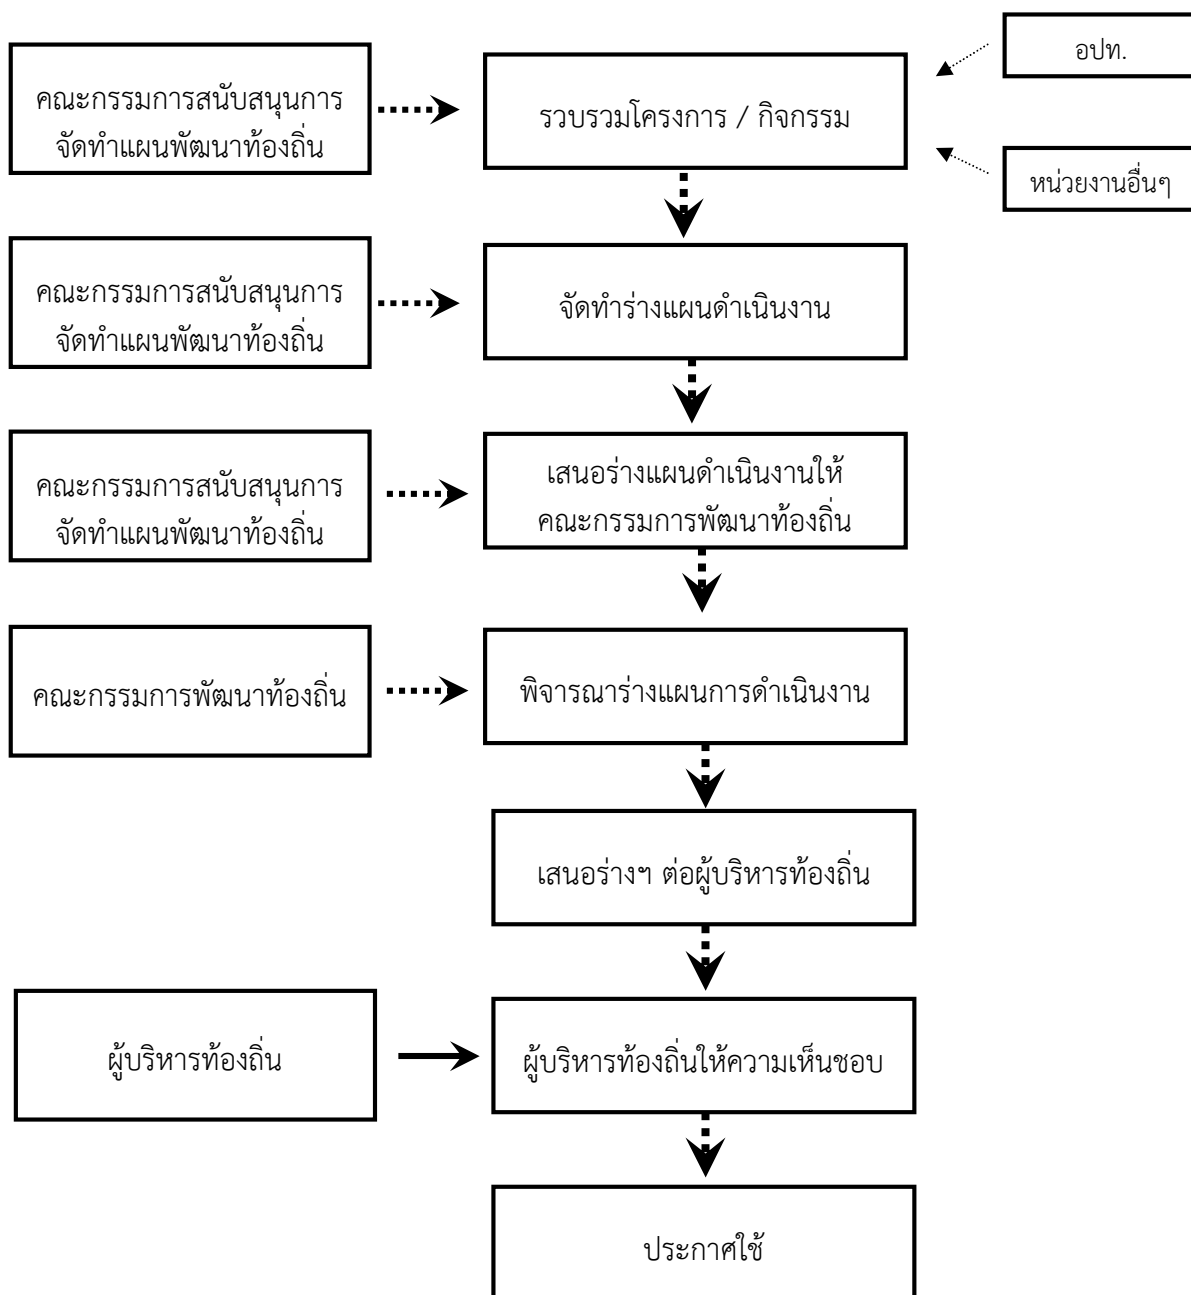 คณะกรรมการสนับสนุนการ
จัดทำแผนพัฒนาท้องถิ่น
รวบรวมโครงการ / กิจกรรม
อปท.
หน่วยงานอื่นๆ
คณะกรรมการสนับสนุนการ
จัดทำแผนพัฒนาท้องถิ่น
จัดทำร่างแผนดำเนินงาน
คณะกรรมการสนับสนุนการ
จัดทำแผนพัฒนาท้องถิ่น
เสนอร่างแผนดำเนินงานให้
คณะกรรมการพัฒนาท้องถิ่น
คณะกรรมการพัฒนาท้องถิ่น
พิจารณาร่างแผนการดำเนินงาน
เสนอร่างฯ ต่อผู้บริหารท้องถิ่น
ผู้บริหารท้องถิ่น
ผู้บริหารท้องถิ่นให้ความเห็นชอบ
ประกาศใช้